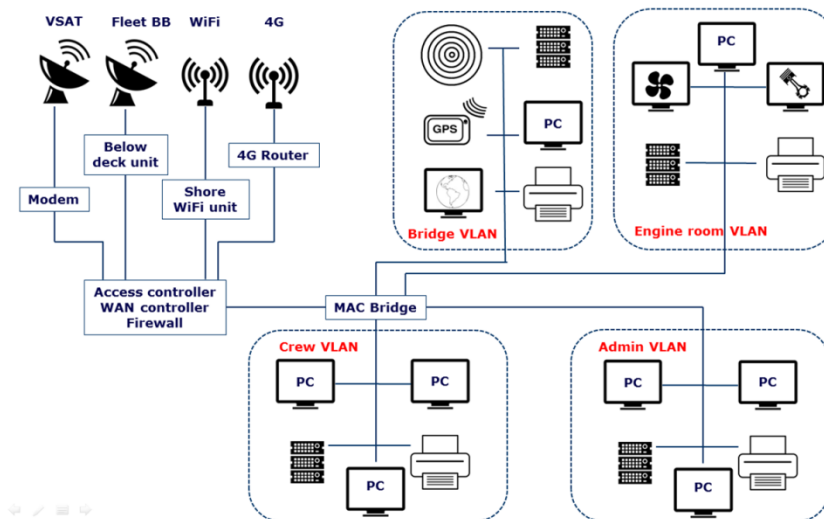 VSAT
Fleet BB
WiFi
4G
Below
deck unit
4G Router
Modem
Shore
WiFi unit
Access controller
WAN controller
Firewall
MAC Bridge
GPS
PC
Bridge VLAN
PC
Engine room VLAN
Crew VLAN
PC
PC
PC
Admin VLAN
PC
PC
PC